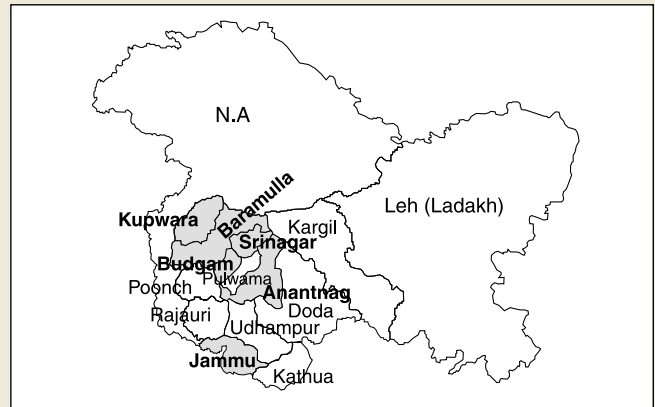 N.A
Leh (Ladakh)
Baramulla
Kupwara
Kargil
Srinagar
Budgam
Pulwama
Poonch
Anantnag
Doda
Rajauri
Udhampur
Jammu
Kathua